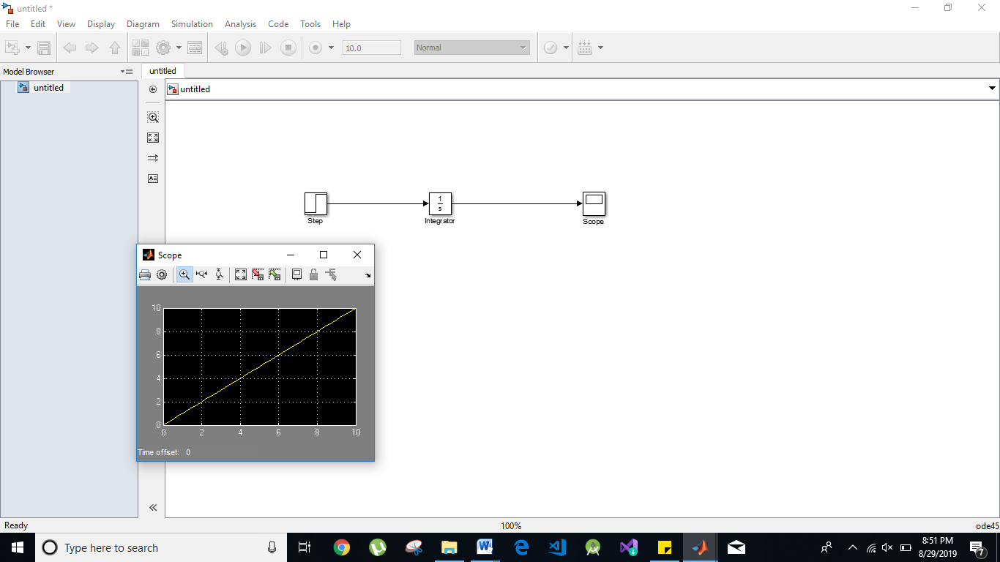 untitled *
File Edit View Display Diagram Simulation Analysis Code Tools Help
10.0 Normal
Model Browser
untitled
untitled
untitled
1
s
Step Integrator Scope
Scope
10
8
6
4
2
0
0 2 4 6 8 10
Time offset: 0
Ready 100% ode45
Type here to search
8:51 PM
8/29/2019
7